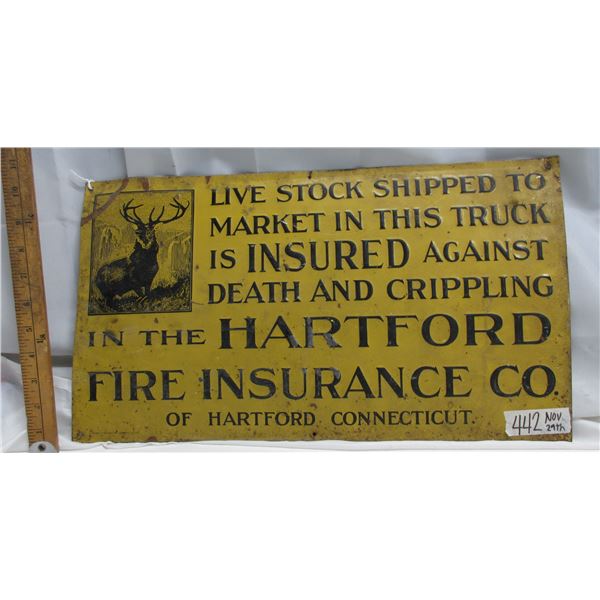 LIVE STOCK SHIPPED TO
MARKET IN THIS TRUCK
IS INSURED AGAINST
DEATH AND CRIPPLING
IN THE HARTFORD
FIRE INSURANCE CO.
OF HARTFORD, CONNECTICUT.
442 NOV.
29th